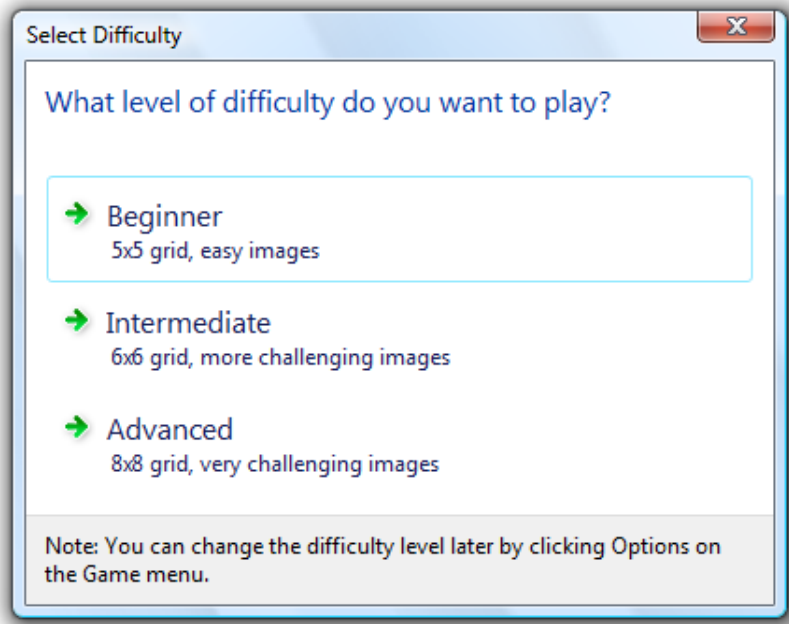 Select Difficulty
What level of difficulty do you want to play?
Beginner
5x5 grid, easy images
Intermediate
6x6 grid, more challenging images
Advanced
8x8 grid, very challenging images
Note: You can change the difficulty level later by clicking Options on
the Game menu.